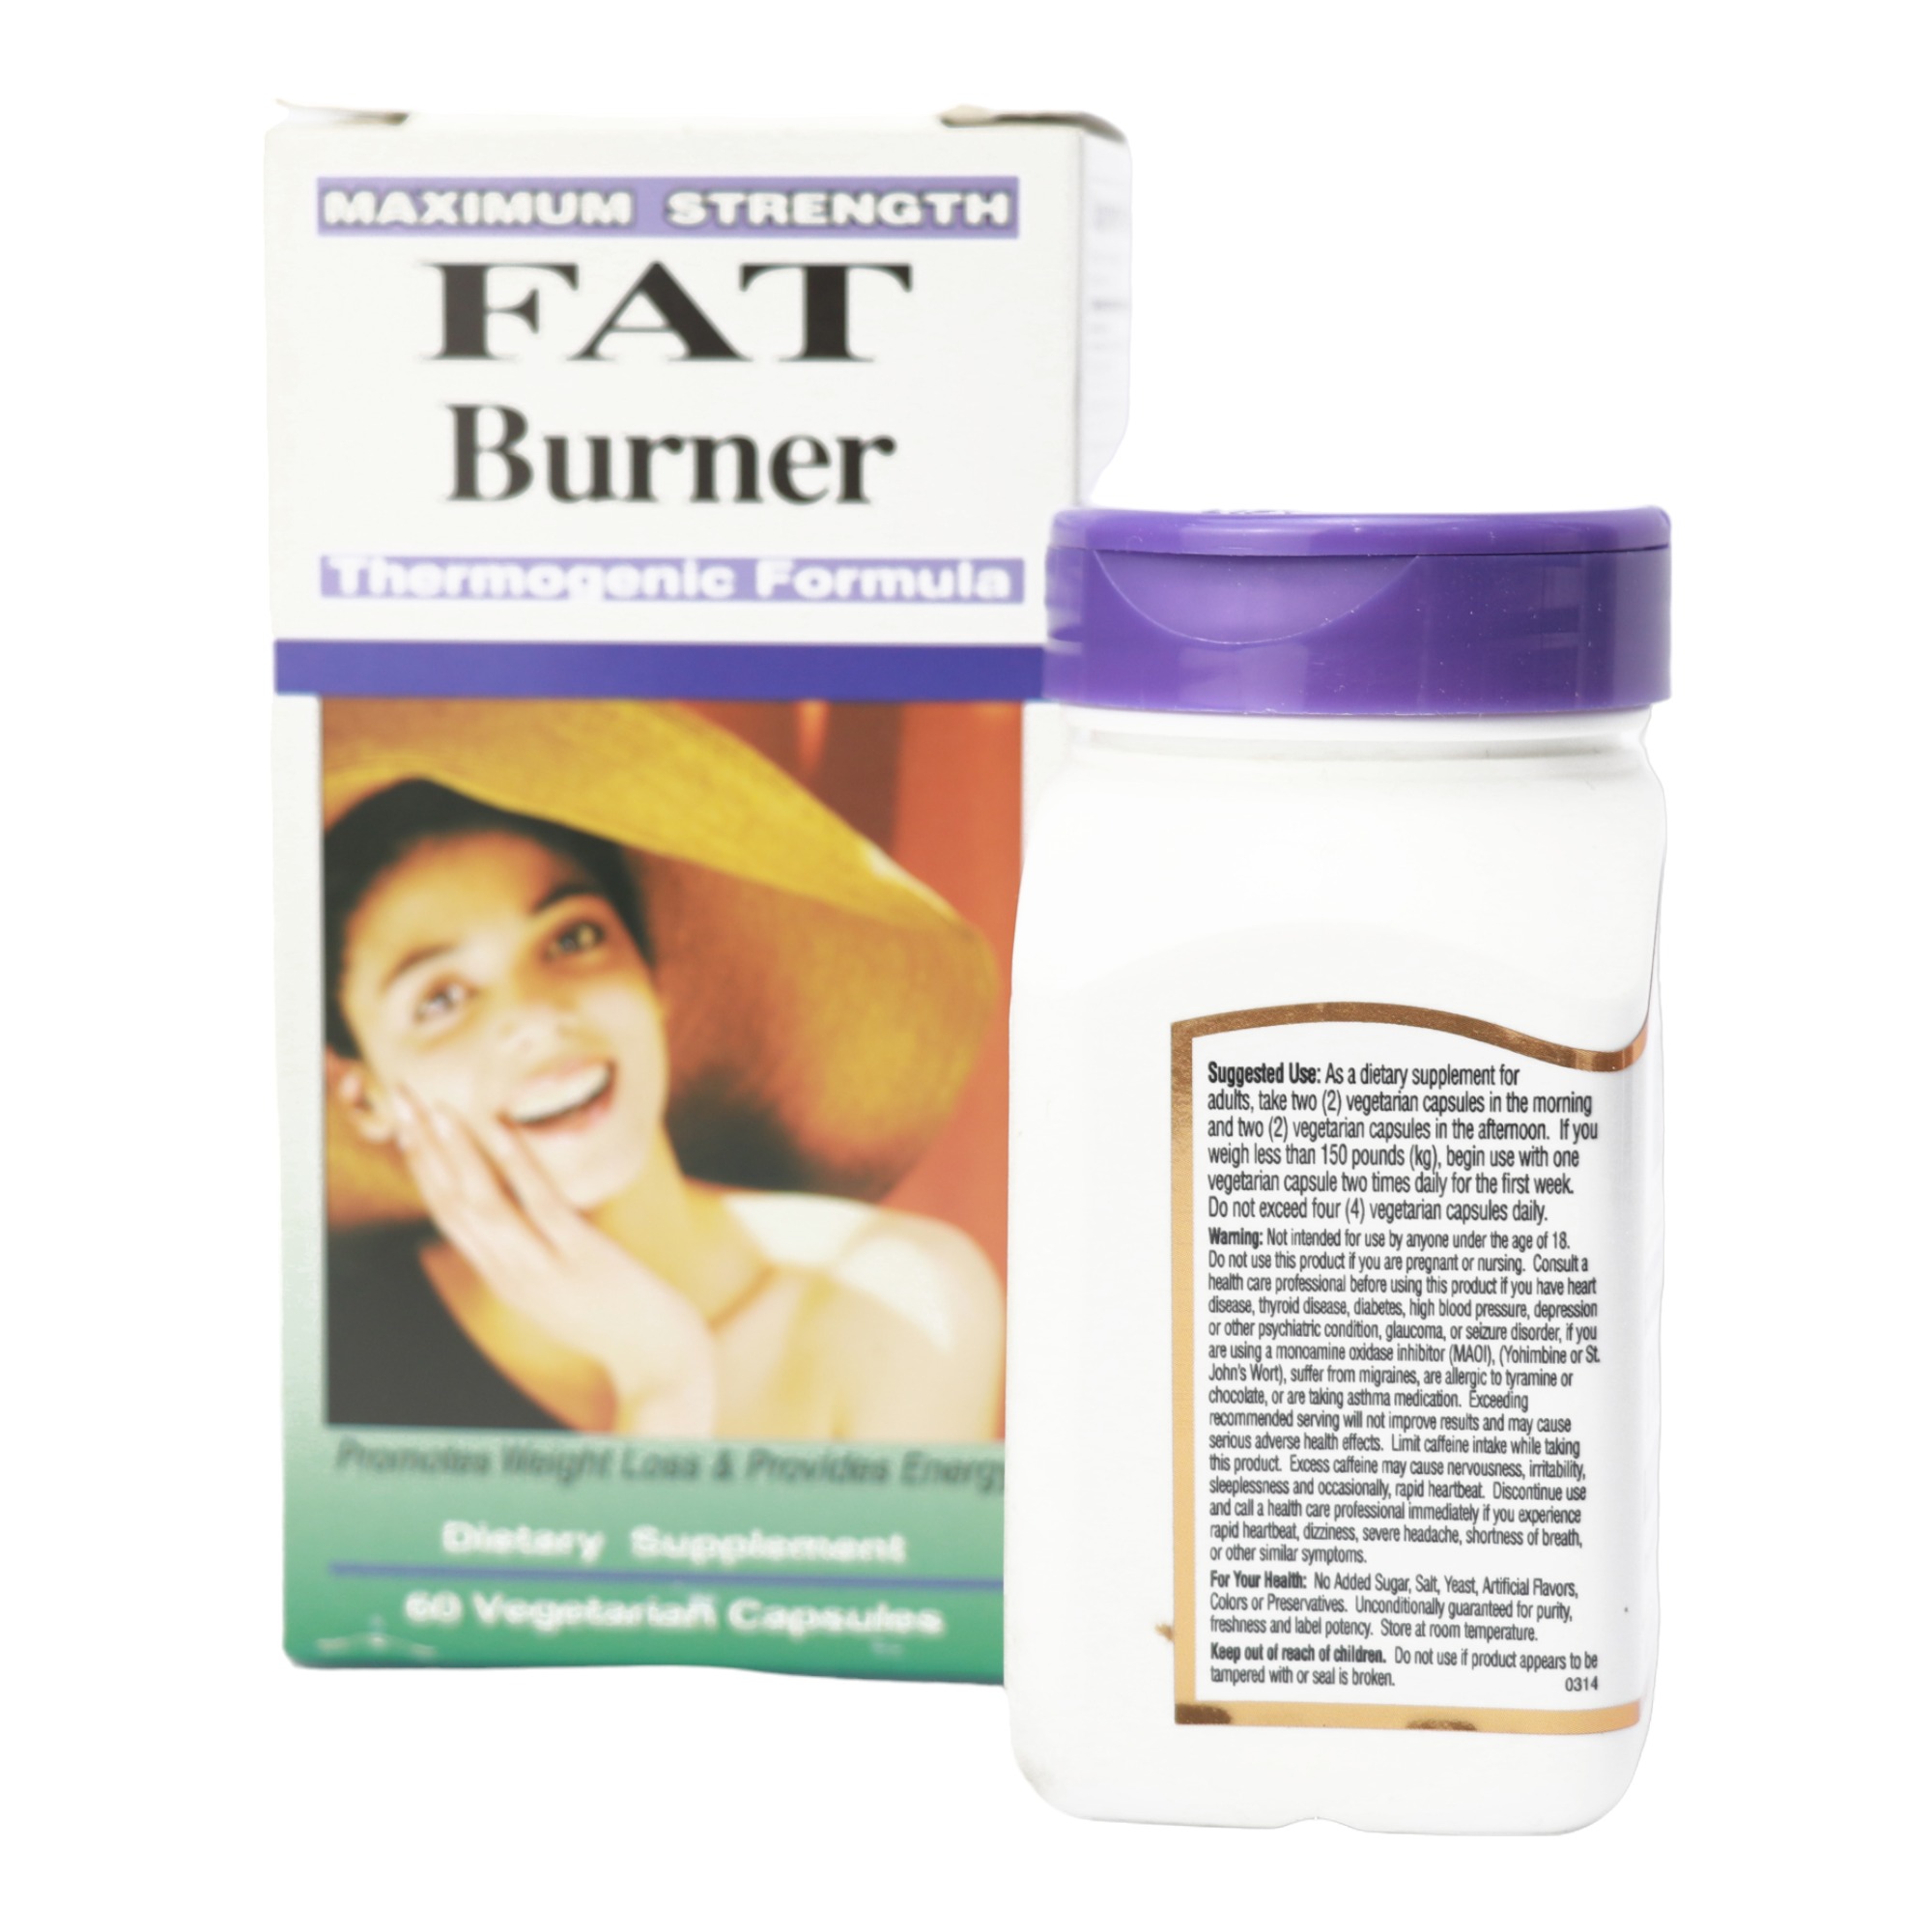 MAXIMUM STRENGTH
FAT
Burner
Thermogenic Formula
Promotes Weight Loss & Provides Energy
Dietary Supplement
60 Vegetarian Capsules
Suggested Use: As a dietary supplement for
adults, take two (2) vegetarian capsules in the morning
and two (2) vegetarian capsules in the afternoon. If you
weigh less than 150 pounds (kg), begin use with one
vegetarian capsule two times daily for the first week.
Do not exceed four (4) vegetarian capsules daily.
Warning: Not intended for use by anyone under the age of 18.
Do not use this product if you are pregnant or nursing. Consult a
health care professional before using this product if you have heart
disease, thyroid disease, diabetes, high blood pressure, depression
or other psychiatric condition, glaucoma, or seizure disorder, if you
are using a monoamine oxidase inhibitor (MAOI), (Yohimbine or St.
John's Wort), suffer from migraines, are allergic to tyramine or
chocolate, or are taking asthma medication. Exceeding
recommended serving will not improve results and may cause
serious adverse health effects. Limit caffeine intake while taking
this product. Excess caffeine may cause nervousness, irritability,
sleeplessness and occasionally, rapid heartbeat. Discontinue use
and call a health care professional immediately if you experience
rapid heartbeat, dizziness, severe headache, shortness of breath,
or other similar symptoms.
For Your Health: No Added Sugar, Salt, Yeast, Artificial Flavors,
Colors or Preservatives. Unconditionally guaranteed for purity,
freshness and label potency. Store at room temperature.
Keep out of reach of children. Do not use if product appears to be
tampered with or seal is broken.
0314